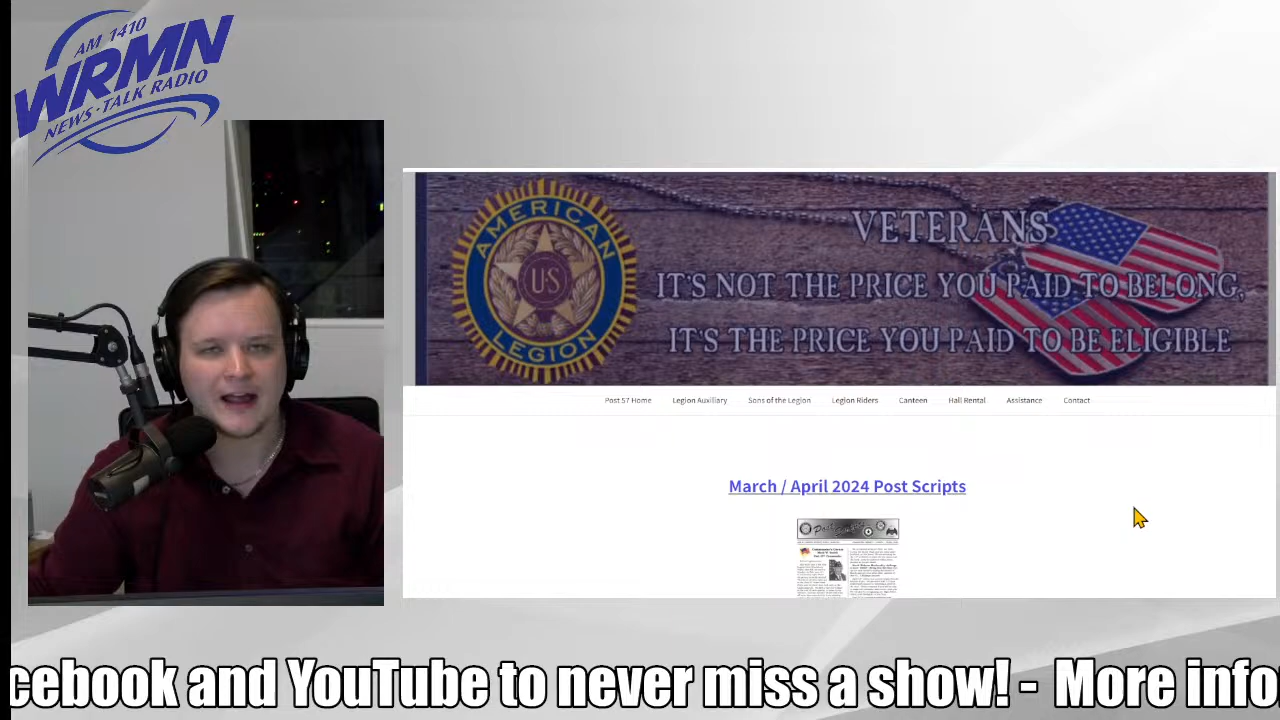 AM 1410
WRMN
NEWS·TALK RADIO
AMERICAN
U.S
LEGION
VETERANS
IT'S NOT THE PRICE YOU PAID TO BELONG,
IT'S THE PRICE YOU PAID TO BE ELIGIBLE
Post 57 Home Legion Auxiliary Sons of the Legion Legion Riders Canteen Hall Rental Assistance Contact
March / April 2024 Post Scripts
cebook and YouTube to never miss a show! - More info